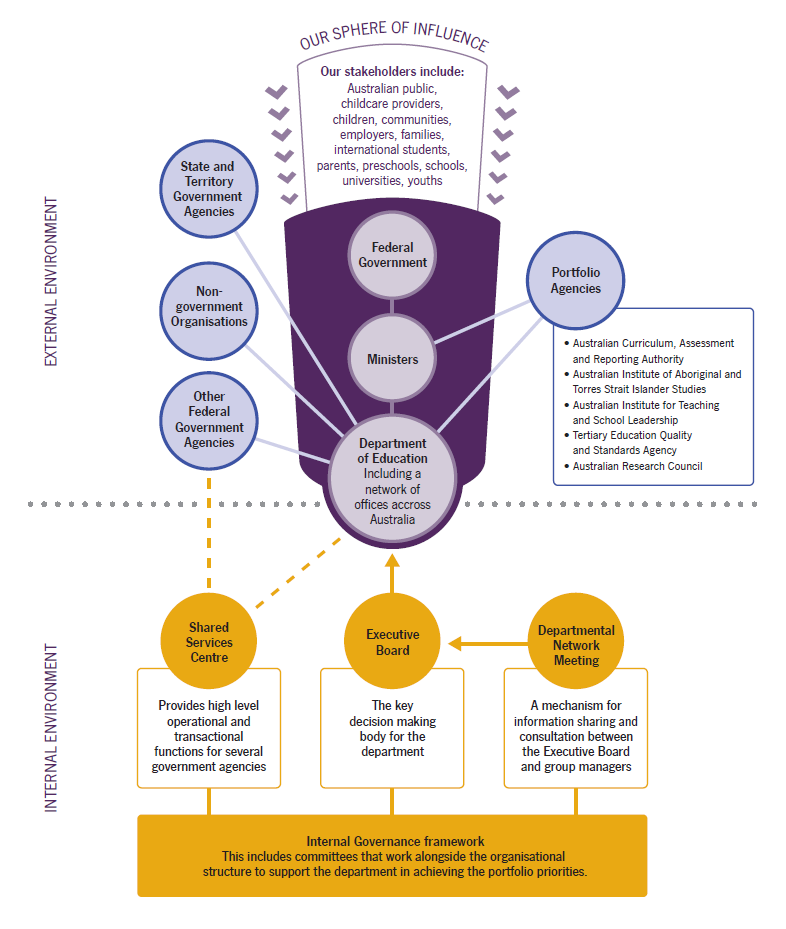 OUR SPHERE OF INFLUENCE
Our stakeholders include:
Australian public,
childcare providers,
children, communities,
employers, families,
international students,
parents, preschools, schools,
universities, youths
EXTERNAL ENVIRONMENT
State and
Territory
Government
Agencies
Non-
government
Organisations
Other
Federal
Government
Agencies
Federal
Government
Ministers
Department
of Education
Including a
network of
offices accross
Australia
Portfolio
Agencies
• Australian Curriculum, Assessment
and Reporting Authority
• Australian Institute of Aboriginal and
Torres Strait Islander Studies
• Australian Institute for Teaching
and School Leadership
• Tertiary Education Quality
and Standards Agency
• Australian Research Council
INTERNAL ENVIRONMENT
Shared
Services
Centre
Provides high level
operational and
transactional
functions for several
government agencies
Executive
Board
The key
decision making
body for the
department
Departmental
Network
Meeting
A mechanism for
information sharing and
consultation between
the Executive Board
and group managers
Internal Governance framework
This includes committees that work alongside the organisational
structure to support the department in achieving the portfolio priorities.